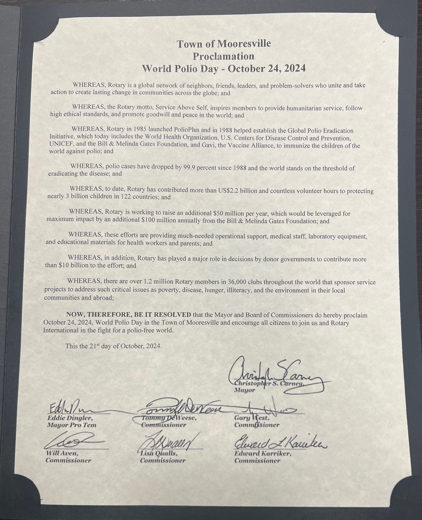 Town of Mooresville
Proclamation
World Polio Day - October 24, 2024
WHEREAS, Rotary is a global network of neighbors, friends, leaders, and problem-solvers who unite and take
action to create lasting change in communities across the globe; and
WHEREAS, the Rotary motto, Service Above Self, inspires members to provide humanitarian service, follow
high ethical standards, and promote goodwill and peace in the world; and
WHEREAS, Rotary in 1985 launched PolioPlus and in 1988 helped establish the Global Polio Eradication
Initiative, which today includes the World Health Organization, U.S. Centers for Disease Control and Prevention,
UNICEF, and the Bill & Melinda Gates Foundation, and Gavi, the Vaccine Alliance, to immunize the children of the
world against polio; and
WHEREAS, polio cases have dropped by 99.9 percent since 1988 and the world stands on the threshold of
eradicating the disease; and
WHEREAS, to date, Rotary has contributed more than US$2.2 billion and countless volunteer hours to protecting
nearly 3 billion children in 122 countries; and
WHEREAS, Rotary is working to raise an additional $50 million per year, which would be leveraged for
maximum impact by an additional $100 million annually from the Bill & Melinda Gates Foundation; and
WHEREAS, these efforts are providing much-needed operational support, medical staff, laboratory equipment,
and educational materials for health workers and parents; and
WHEREAS, in addition, Rotary has played a major role in decisions by donor governments to contribute more
than $10 billion to the effort; and
WHEREAS, there are over 1.2 million Rotary members in 36,000 clubs throughout the world that sponsor service
projects to address such critical issues as poverty, disease, hunger, illiteracy, and the environment in their local
communities and abroad;
NOW, THEREFORE, BE IT RESOLVED that the Mayor and Board of Commissioners do hereby proclaim
October 24, 2024, World Polio Day in the Town of Mooresville and encourage all citizens to join us and Rotary
International in the fight for a polio-free world.
This the 21st day of October, 2024.
Christopher S. Carney,
Mayor
Eddie Dingler, Tommy DeWeese, Gary West,
Mayor Pro Tem Commissioner Commissioner
Edward L Karriker
Will Aven, Lisa Qualls, Edward Karriker,
Commissioner Commissioner Commissioner